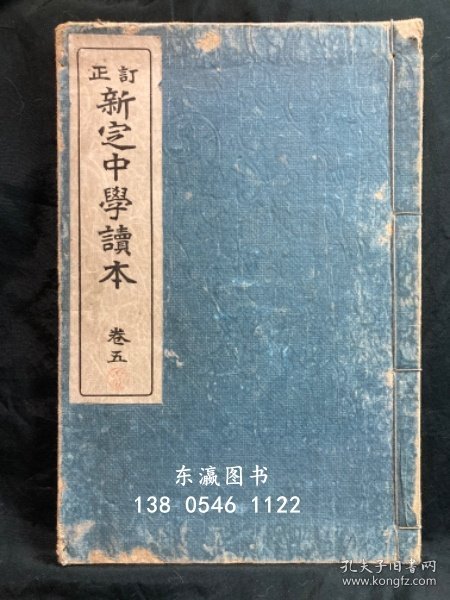 訂正
新定中學讀本
卷五
东瀛图书
138 0546 1122
孔夫子旧书网
www.kongfz.com